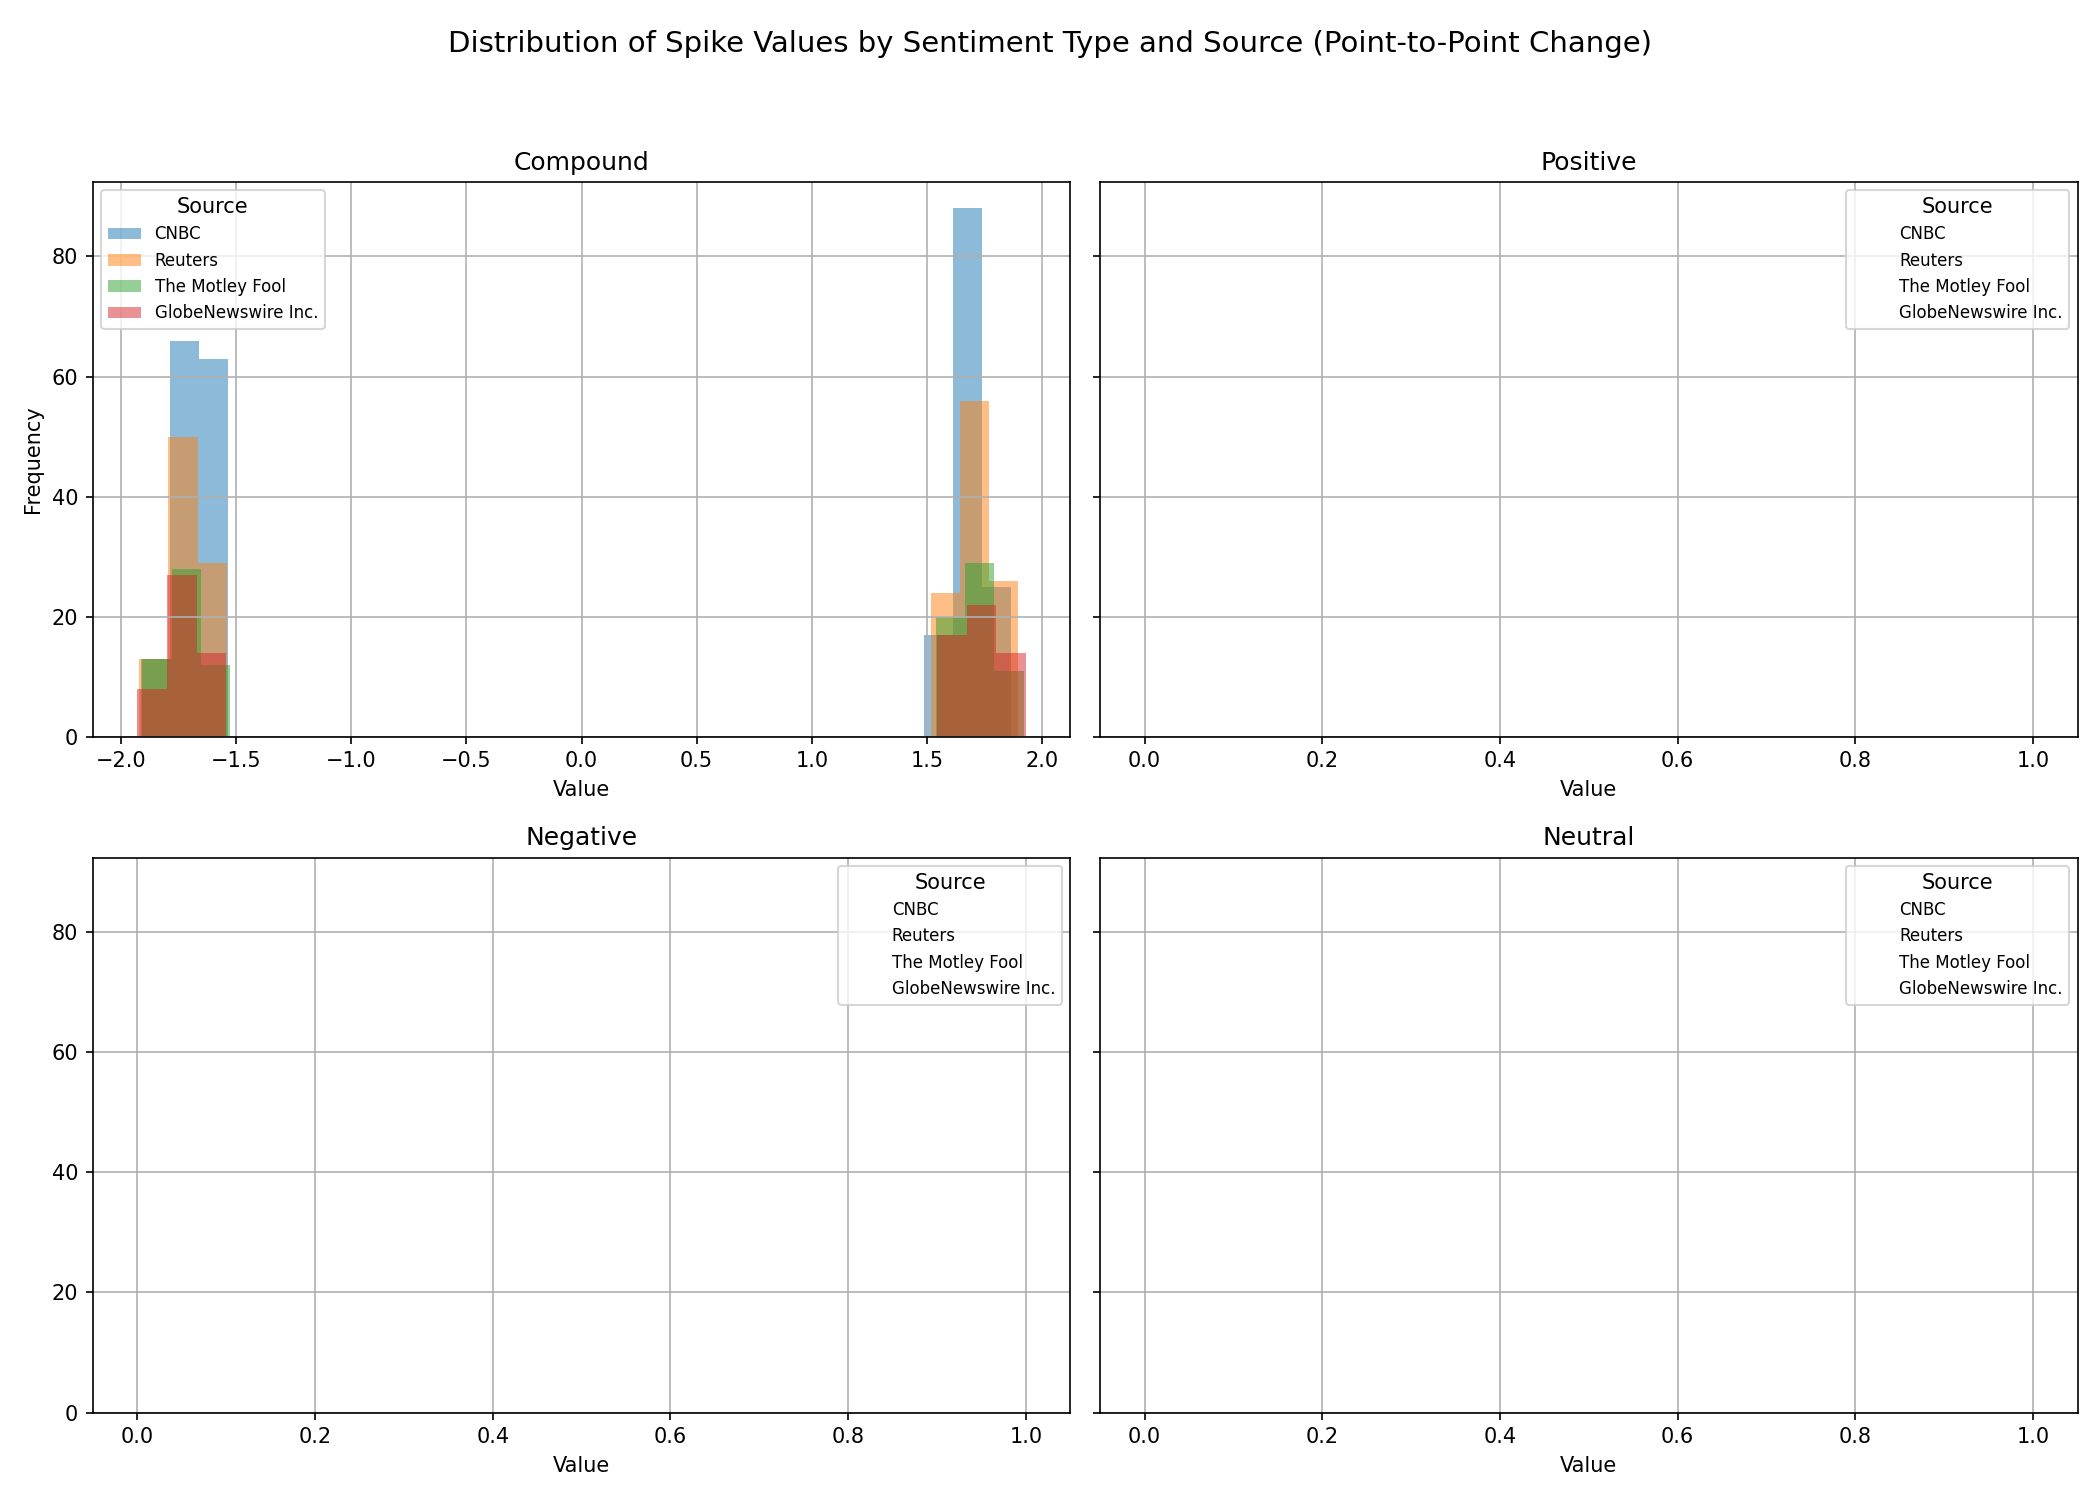 Distribution of Spike Values by Sentiment Type and Source (Point-to-Point Change)
Compound
Source
CNBC
Reuters
The Motley Fool
GlobeNewswire Inc.
Frequency
80
60
40
20
0
−2.0 −1.5 −1.0 −0.5 0.0 0.5 1.0 1.5 2.0
Value
Positive
Source
CNBC
Reuters
The Motley Fool
GlobeNewswire Inc.
0.0 0.2 0.4 0.6 0.8 1.0
Value
Negative
Source
CNBC
Reuters
The Motley Fool
GlobeNewswire Inc.
80
60
40
20
0
0.0 0.2 0.4 0.6 0.8 1.0
Value
Neutral
Source
CNBC
Reuters
The Motley Fool
GlobeNewswire Inc.
0.0 0.2 0.4 0.6 0.8 1.0
Value